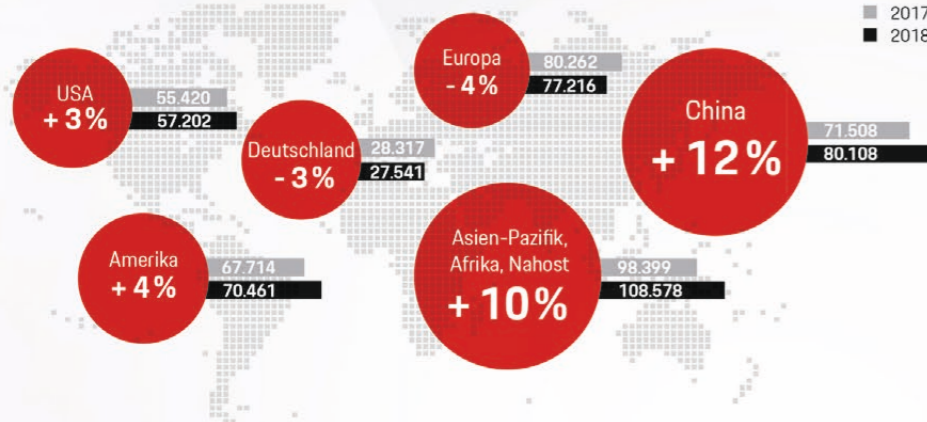 2017
2018
USA
+ 3%
55.420
57.202
Deutschland
- 3%
28.317
27.541
Europa
- 4%
80.262
77.216
China
+ 12%
71.508
80.108
Amerika
+ 4%
67.714
70.461
Asien-Pazifik,
Afrika, Nahost
+ 10%
98.399
108.578